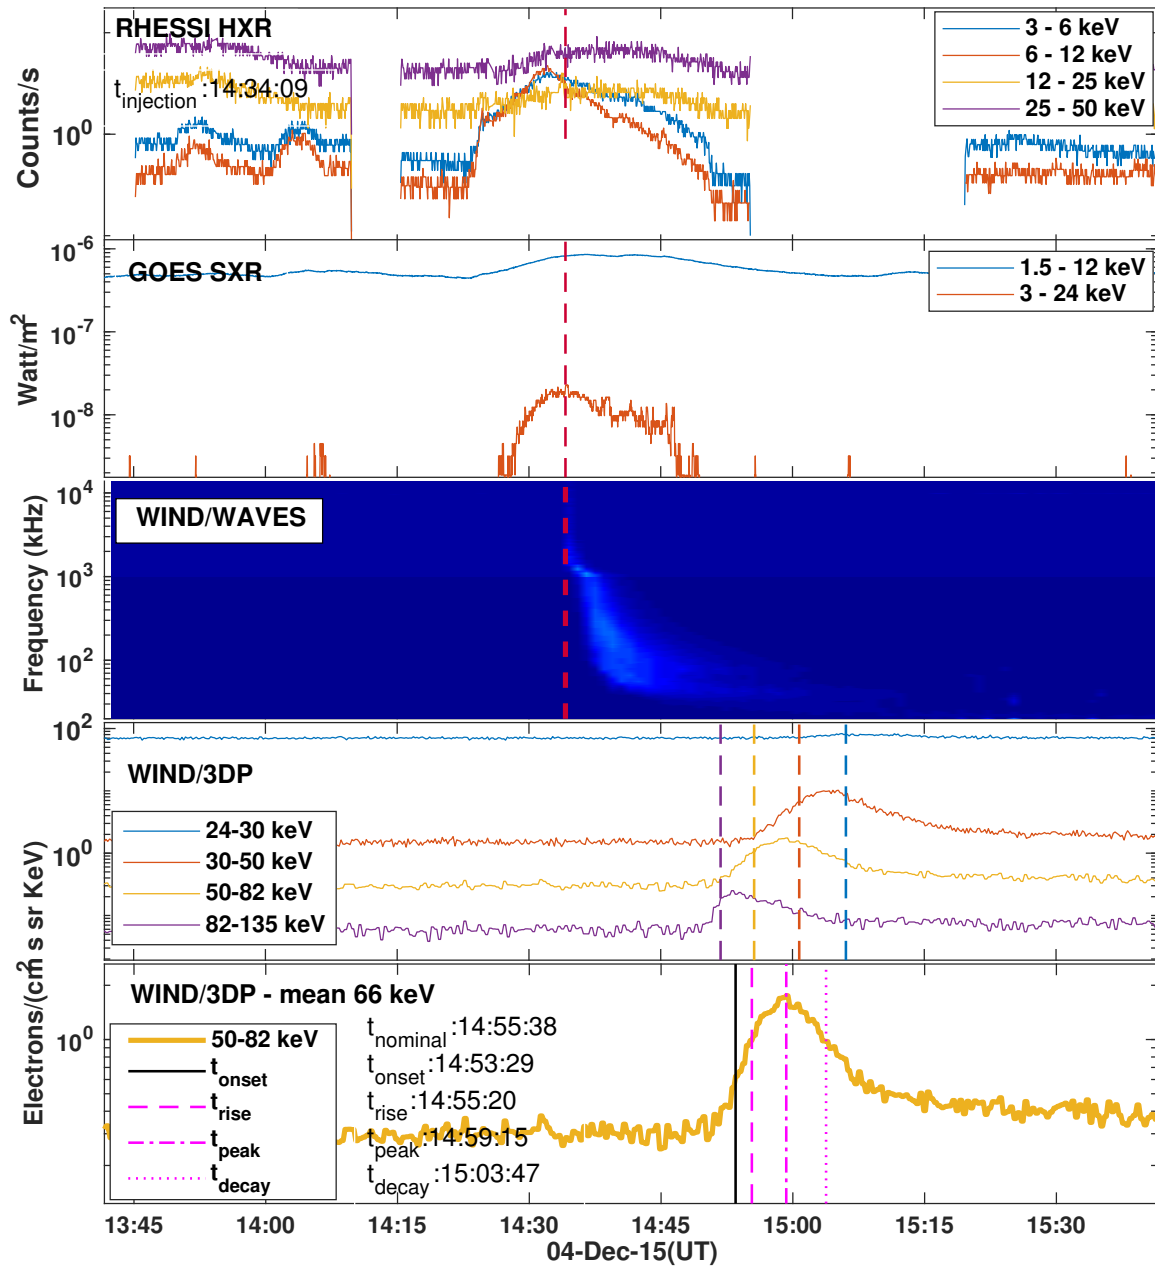 RHESSI HXR
t_injection :14:34:09
Counts/s
10^0
3 - 6 keV
6 - 12 keV
12 - 25 keV
25 - 50 keV
GOES SXR
Watt/m^2
10^-6
10^-7
10^-8
1.5 - 12 keV
3 - 24 keV
WIND/WAVES
Frequency (kHz)
10^4
10^3
10^2
WIND/3DP
10^2
10^0
24-30 keV
30-50 keV
50-82 keV
82-135 keV
Electrons/(cm^2 s sr KeV)
WIND/3DP - mean 66 keV
10^0
50-82 keV
t_onset
t_rise
t_peak
t_decay
t_nominal :14:55:38
t_onset :14:53:29
t_rise :14:55:20
t_peak :14:59:15
t_decay :15:03:47
13:45 14:00 14:15 14:30 14:45 15:00 15:15 15:30
04-Dec-15(UT)